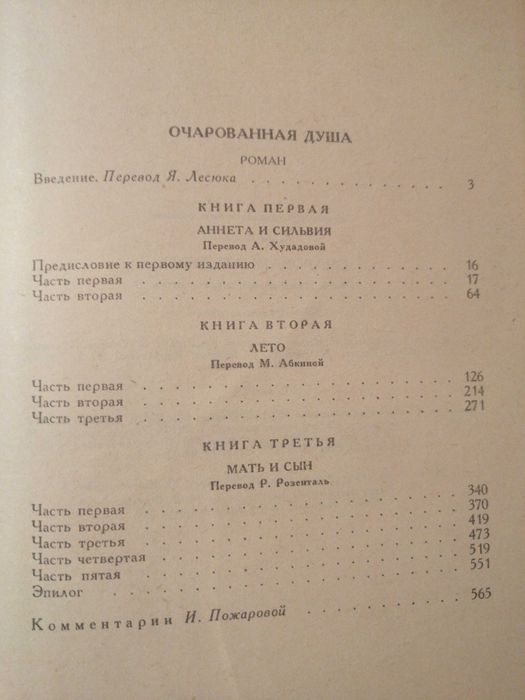 ОЧАРОВАННАЯ ДУША
РОМАН
Введение. Перевод Я. Лесюка . . . . . . . . . . . . . . 3
КНИГА ПЕРВАЯ
АННЕТА И СИЛЬВИЯ
Перевод А. Худадовой
Предисловие к первому изданию . . . . . . . . . . . . 16
Часть первая . . . . . . . . . . . . . . . . . . . . 17
Часть вторая . . . . . . . . . . . . . . . . . . . . 64
КНИГА ВТОРАЯ
ЛЕТО
Перевод М. Абкиной
Часть первая . . . . . . . . . . . . . . . . . . . . 126
Часть вторая . . . . . . . . . . . . . . . . . . . . 214
Часть третья . . . . . . . . . . . . . . . . . . . . 271
КНИГА ТРЕТЬЯ
МАТЬ И СЫН
Перевод Р. Розенталь
Часть первая . . . . . . . . . . . . . . . . . . . . 340
Часть вторая . . . . . . . . . . . . . . . . . . . . 370
Часть третья . . . . . . . . . . . . . . . . . . . . 419
Часть четвертая . . . . . . . . . . . . . . . . . . 473
Часть пятая . . . . . . . . . . . . . . . . . . . . 519
Эпилог . . . . . . . . . . . . . . . . . . . . . . 551
Комментарии И. Пожаровой . . . . . . . . . . 565